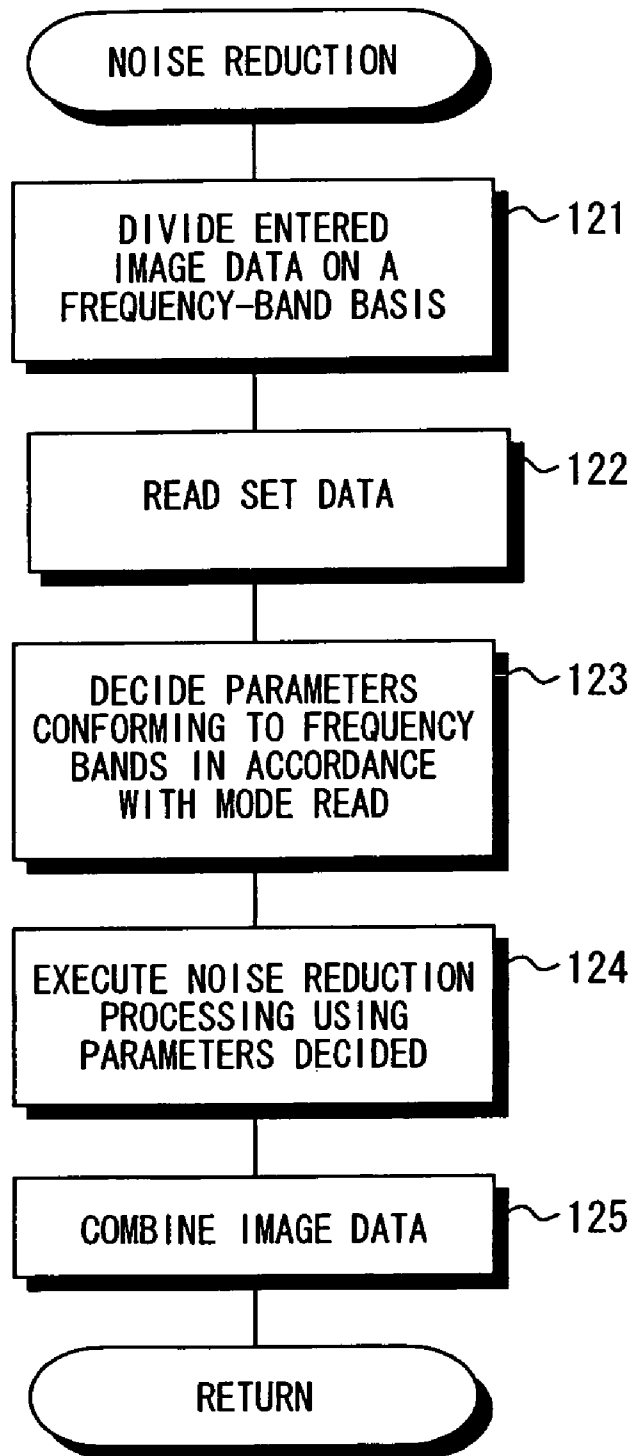 NOISE REDUCTION
DIVIDE ENTERED
IMAGE DATA ON A
FREQUENCY-BAND BASIS
121
READ SET DATA
122
DECIDE PARAMETERS
CONFORMING TO FREQUENCY
BANDS IN ACCORDANCE
WITH MODE READ
123
EXECUTE NOISE REDUCTION
PROCESSING USING
PARAMETERS DECIDED
124
COMBINE IMAGE DATA
125
RETURN